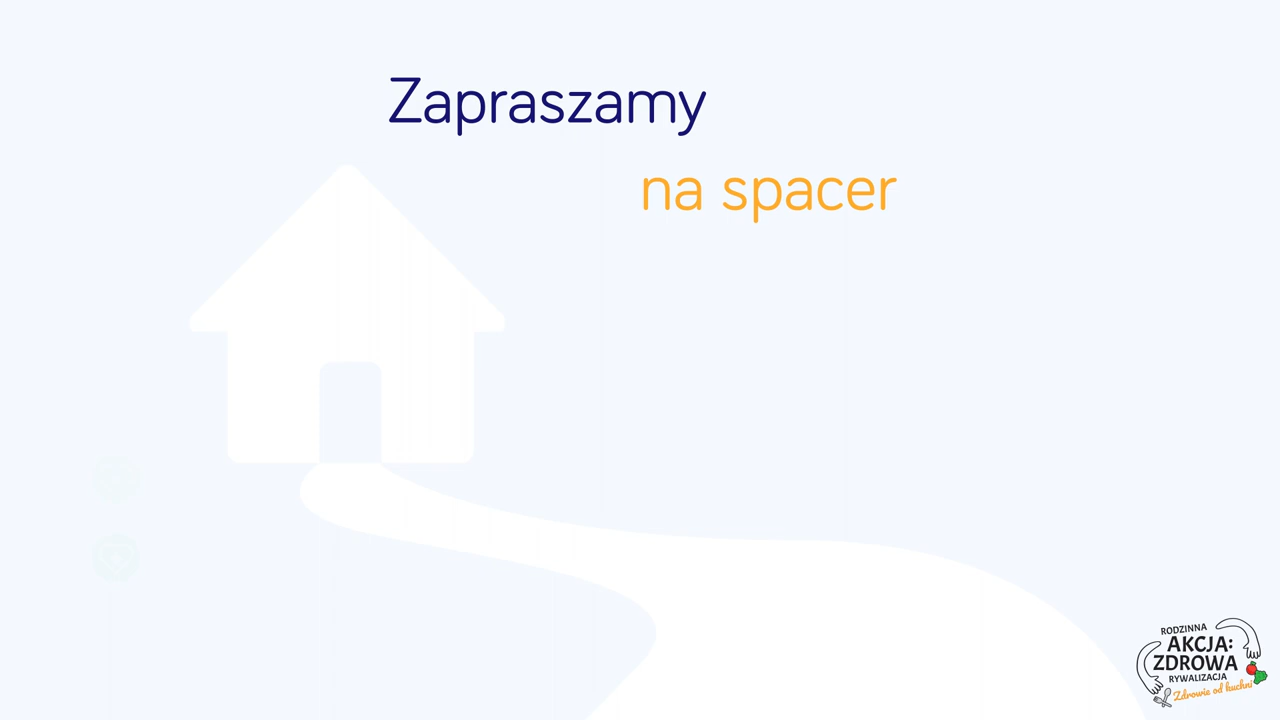 Zapraszamy
na spacer
RODZINNA
AKCJA:
ZDROWA
RYWALIZACJA
Zdrowie od kuchni